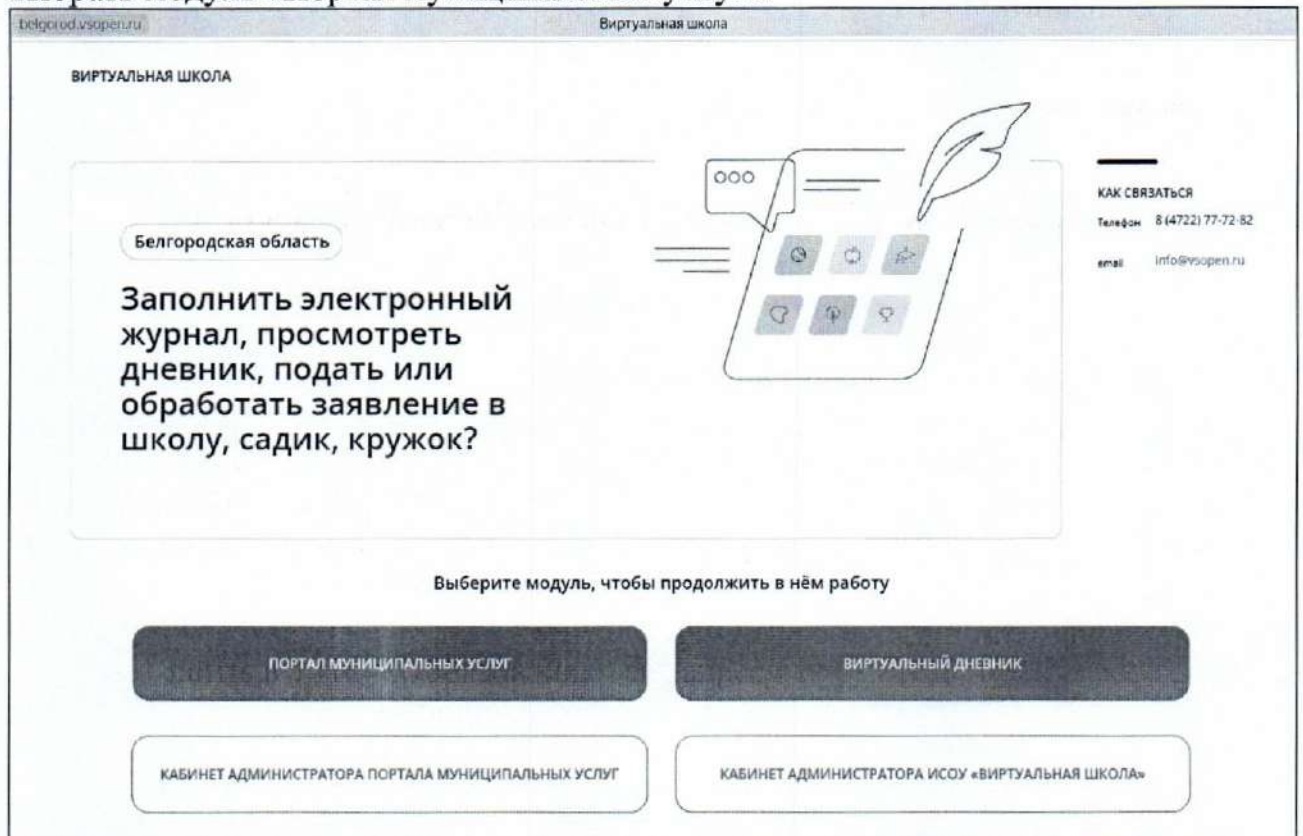 belgorod.vsopen.ru
Виртуальная школа
ВИРТУАЛЬНАЯ ШКОЛА
КАК СВЯЗАТЬСЯ
Телефон 8 (4722) 77-72-82
email info@vsopen.ru
Белгородская область
Заполнить электронный
журнал, просмотреть
дневник, подать или
обработать заявление в
школу, садик, кружок?
Выберите модуль, чтобы продолжить в нём работу
ПОРТАЛ МУНИЦИПАЛЬНЫХ УСЛУГ
ВИРТУАЛЬНЫЙ ДНЕВНИК
КАБИНЕТ АДМИНИСТРАТОРА ПОРТАЛА МУНИЦИПАЛЬНЫХ УСЛУГ
КАБИНЕТ АДМИНИСТРАТОРА ИСОУ «ВИРТУАЛЬНАЯ ШКОЛА»